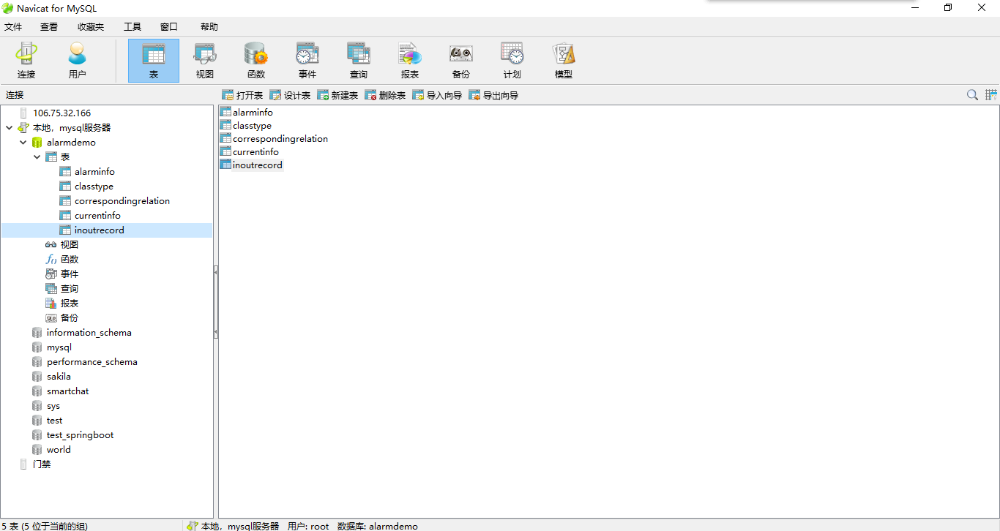 Navicat for MySQL
文件 查看 收藏夹 工具 窗口 帮助
连接 用户 表 视图 函数 事件 查询 报表 备份 计划 模型
连接
打开表 设计表 新建表 删除表 导入向导 导出向导
106.75.32.166
本地，mysql服务器
alarmdemo
表
alarminfo
classtype
correspondingrelation
currentinfo
inoutrecord
视图
函数
事件
查询
报表
备份
information_schema
mysql
performance_schema
sakila
smartchat
sys
test
test_springboot
world
门禁
alarminfo
classtype
correspondingrelation
currentinfo
inoutrecord
5 表 (5 位于当前的组) 本地，mysql服务器 用户: root 数据库: alarmdemo